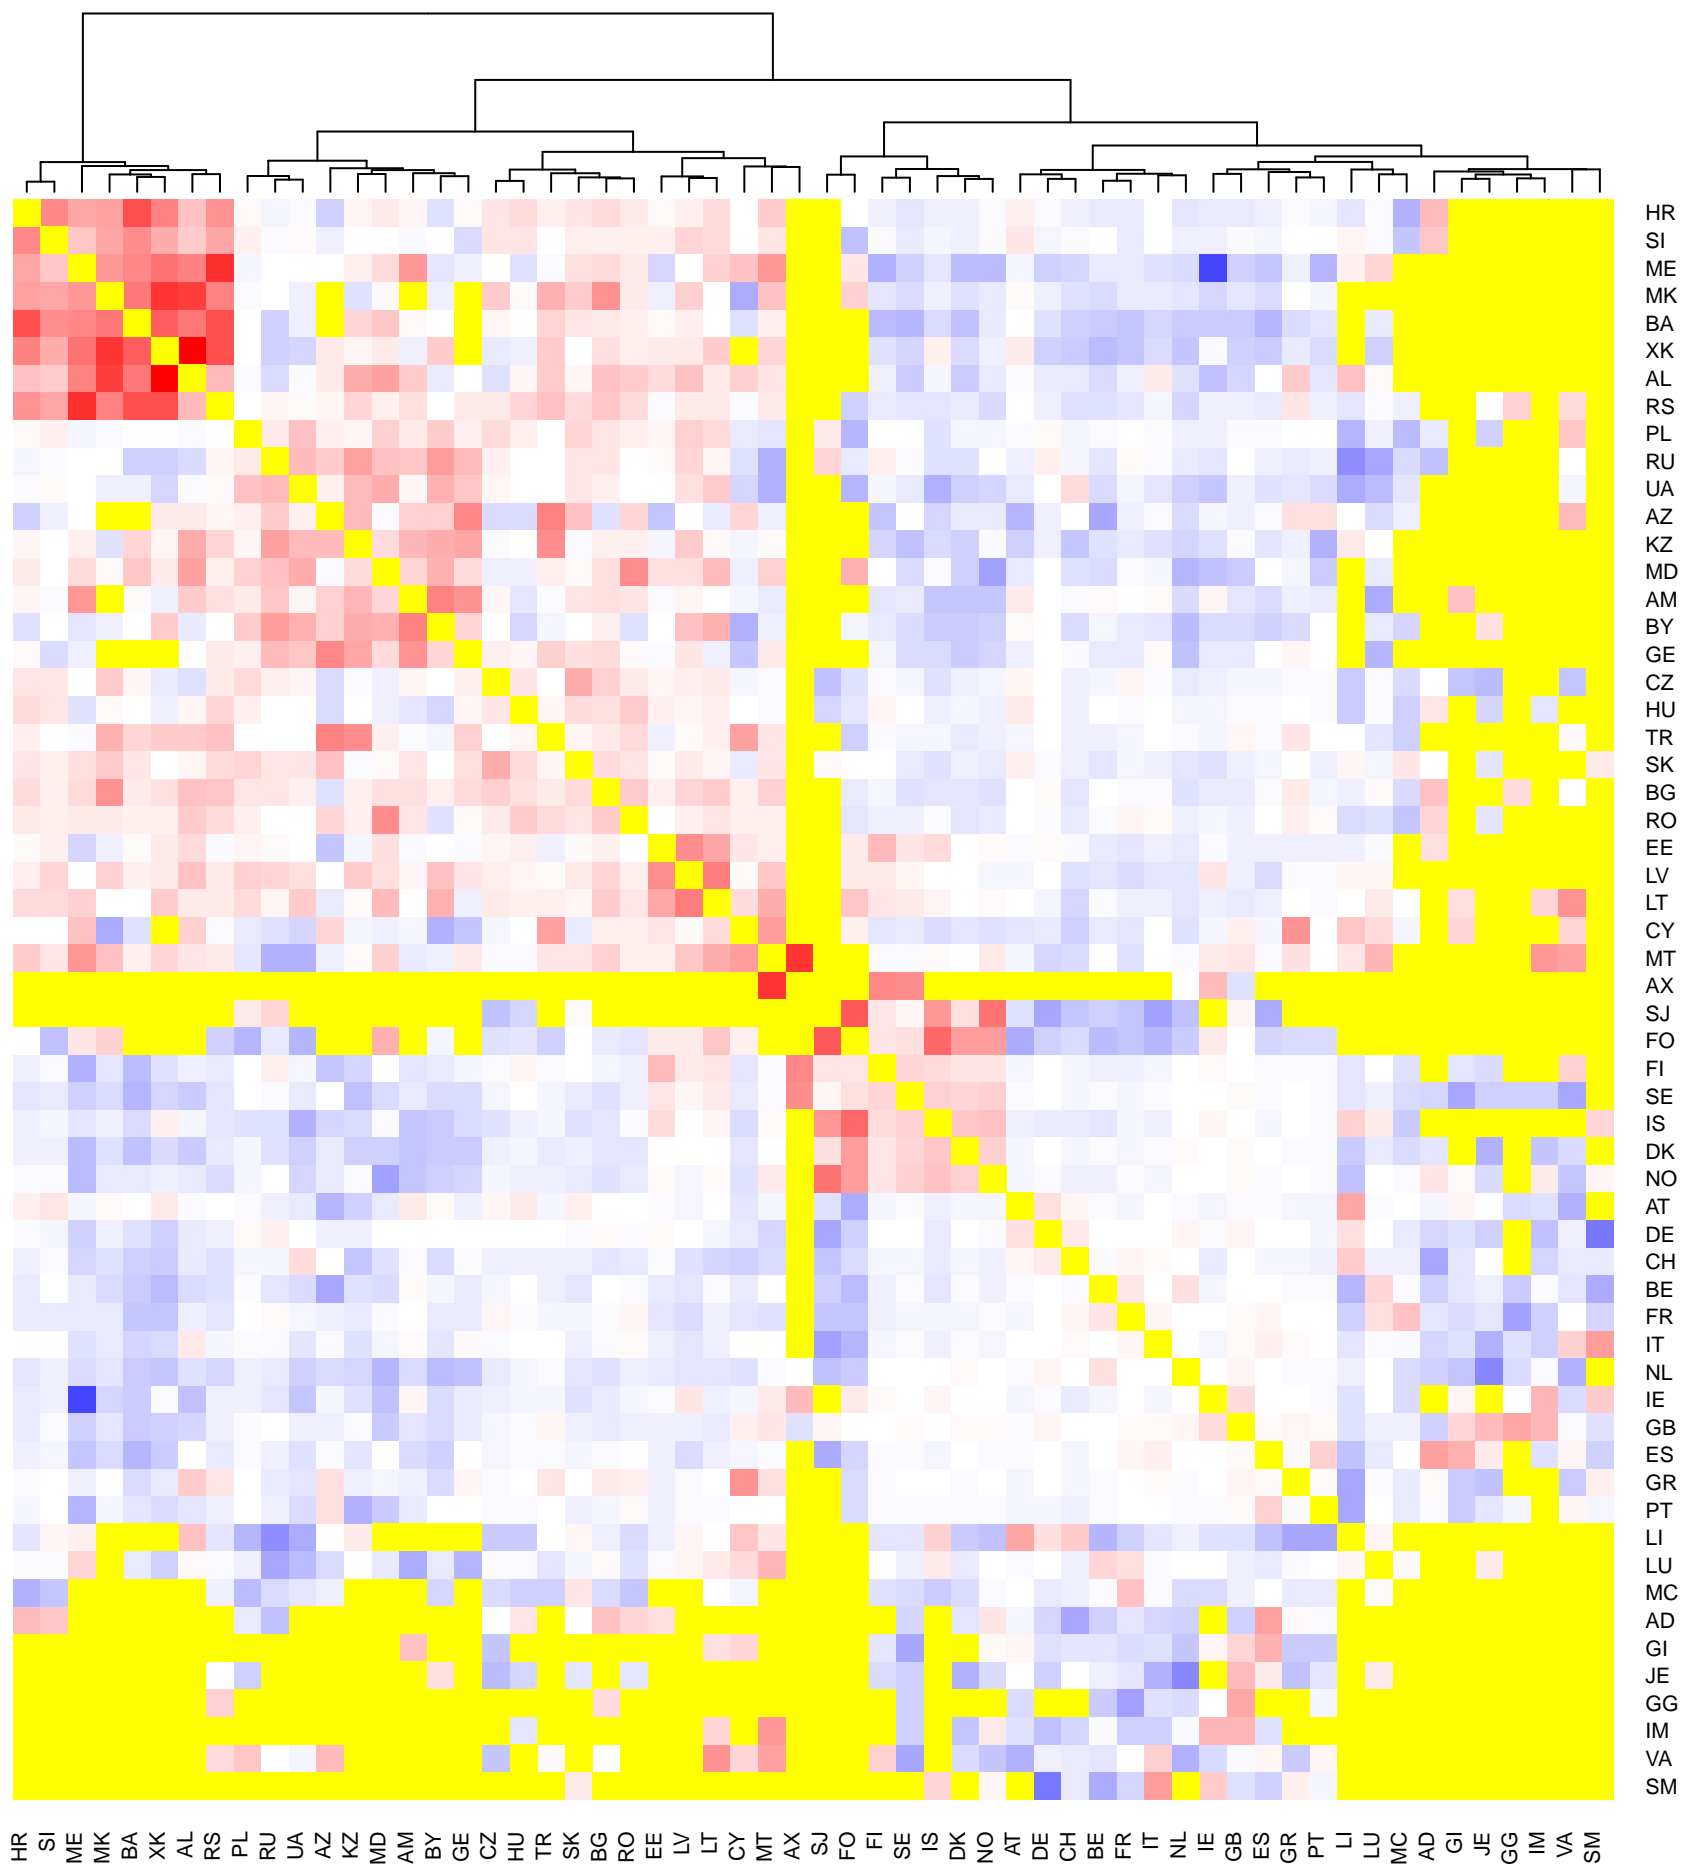 HR
SI
ME
MK
BA
XK
AL
RS
PL
RU
UA
AZ
KZ
MD
AM
BY
GE
CZ
HU
TR
SK
BG
RO
EE
LV
LT
CY
MT
AX
SJ
FO
FI
SE
IS
DK
NO
AT
DE
CH
BE
FR
IT
NL
IE
GB
ES
GR
PT
LI
LU
MC
AD
GI
JE
GG
IM
VA
SM
HR SI ME MK BA XK AL RS PL RU UA AZ KZ MD AM BY GE CZ HU TR SK BG RO EE LV LT CY MT AX SJ FO FI SE IS DK NO AT DE CH BE FR IT NL IE GB ES GR PT LI LU MC AD GI JE GG IM VA SM